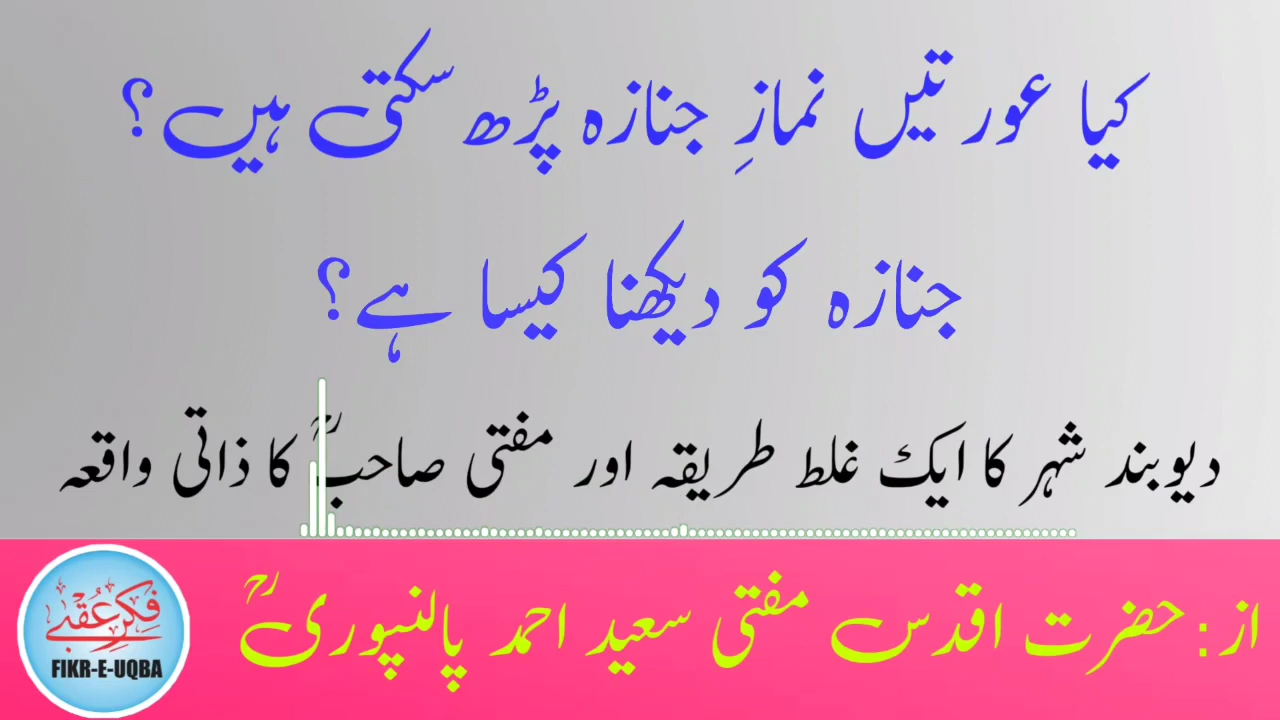 کیا عورتیں نمازِ جنازہ پڑھ سکتی ہیں؟
جنازہ کو دیکھنا کیسا ہے؟
دیوبند شہر کا ایک غلط طریقہ اور مفتی صاحبؒ کا ذاتی واقعہ
از: حضرت اقدس مفتی سعید احمد پالنپوریؒ
فکرِ عُقبیٰ
FIKR-E-UQBA